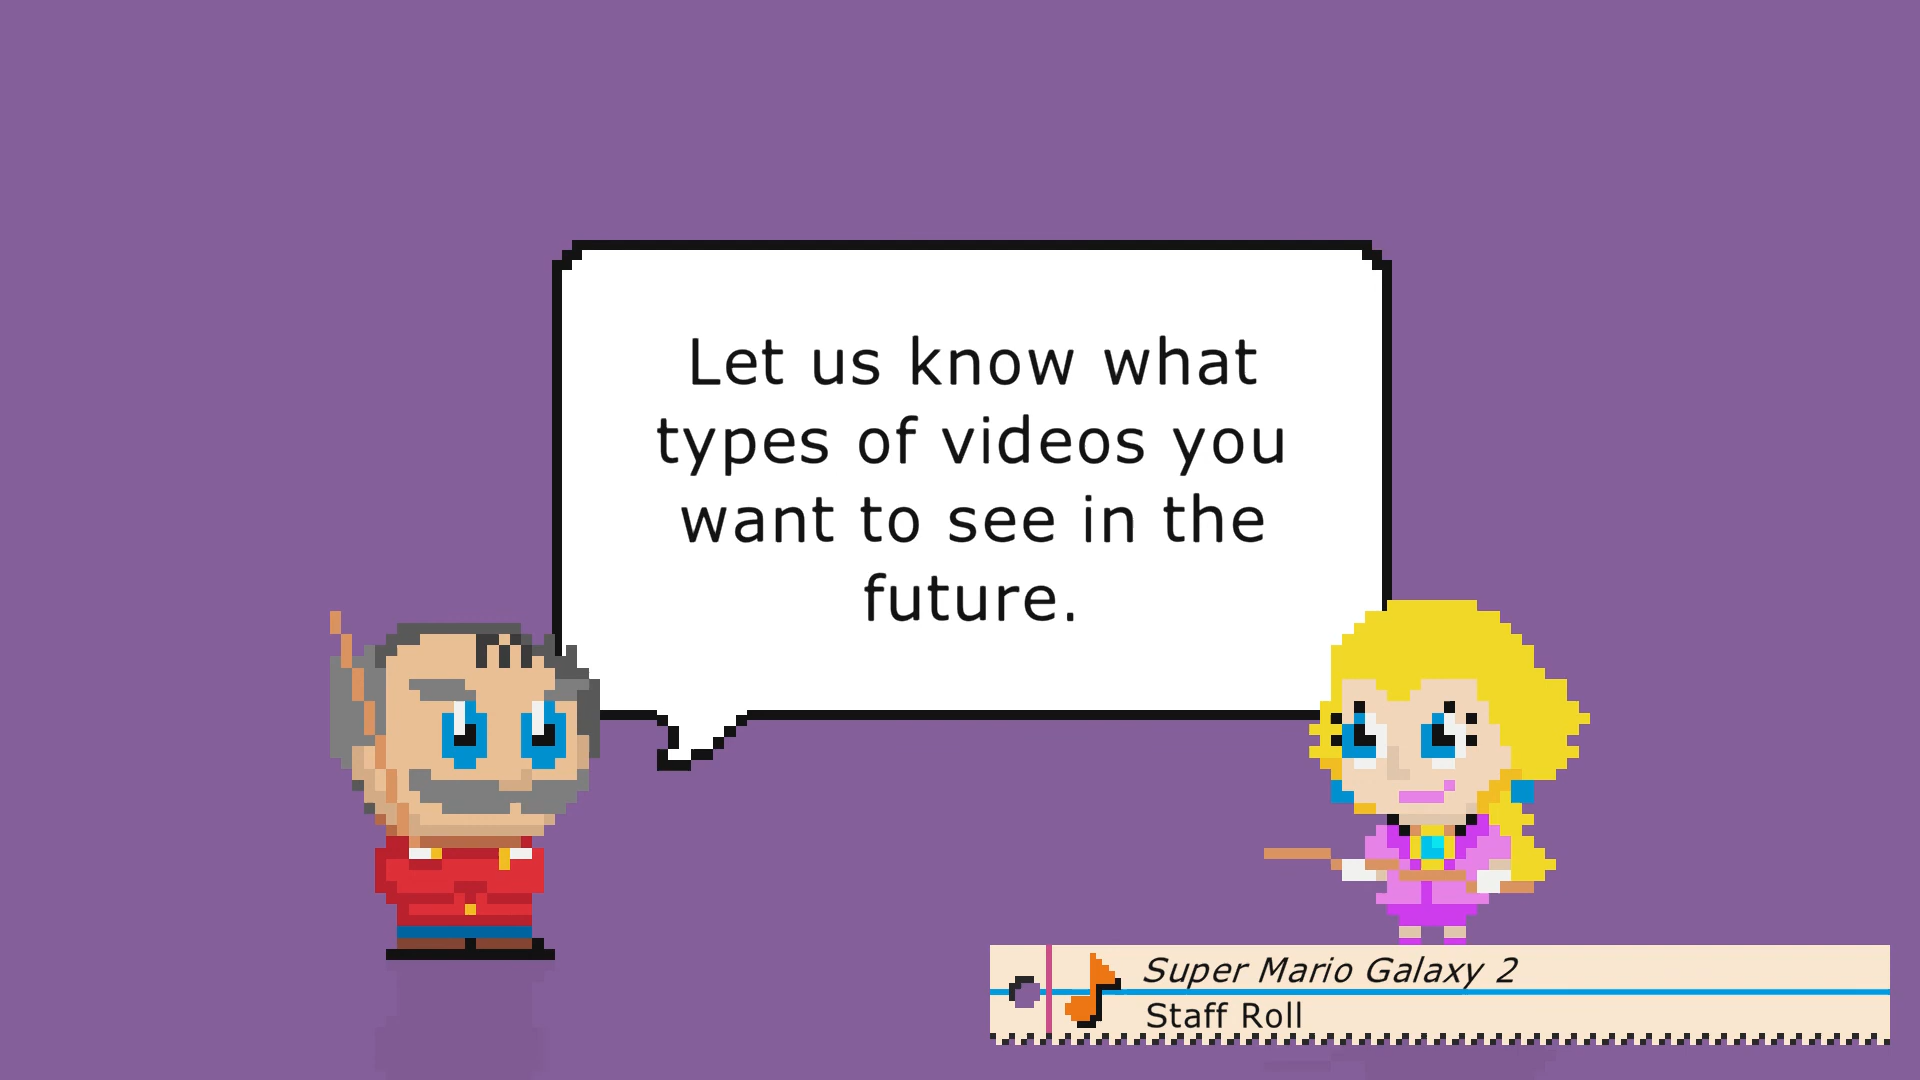 Let us know what
types of videos you
want to see in the
future.
Super Mario Galaxy 2
Staff Roll